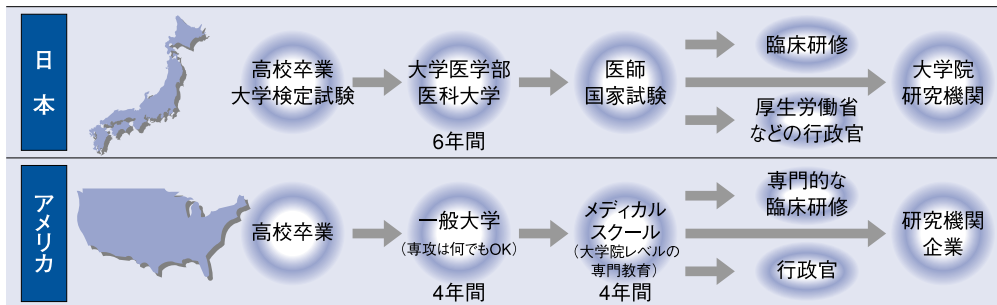 日本
高校卒業
大学検定試験
大学医学部
医科大学
6年間
医師
国家試験
臨床研修
厚生労働省
などの行政官
大学院
研究機関
アメリカ
高校卒業
一般大学
(専攻は何でもOK)
4年間
メディカル
スクール
(大学院レベルの
専門教育)
4年間
専門的な
臨床研修
行政官
研究機関
企業